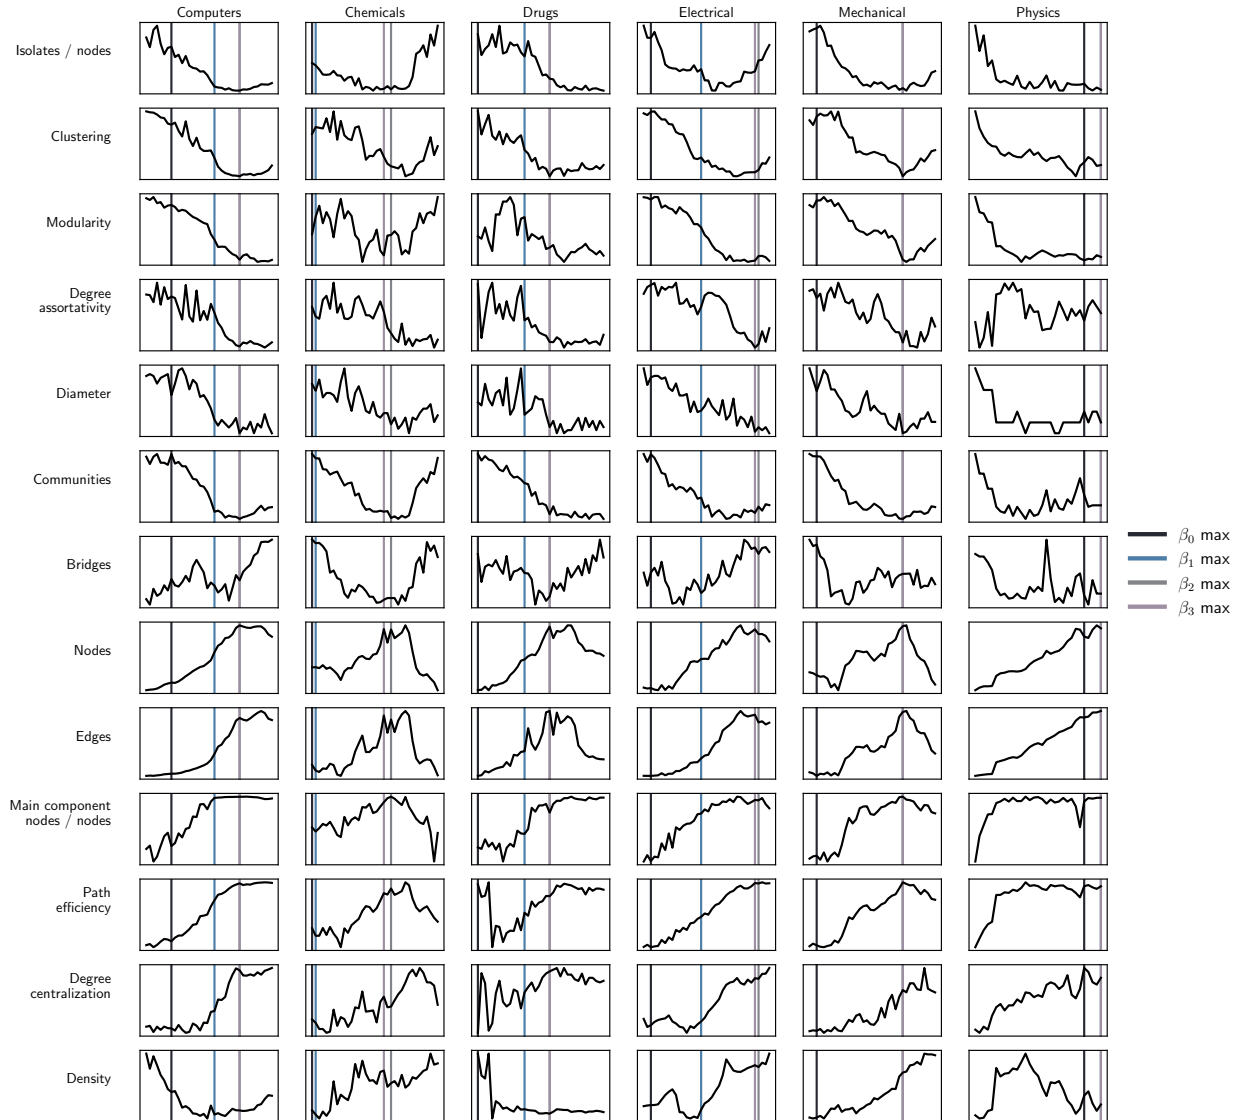 Computers Chemicals Drugs Electrical Mechanical Physics
Isolates / nodes
Clustering
Modularity
Degree
assortativity
Diameter
Communities
Bridges
β₀ max
β₁ max
β₂ max
β₃ max
Nodes
Edges
Main component
nodes / nodes
Path
efficiency
Degree
centralization
Density